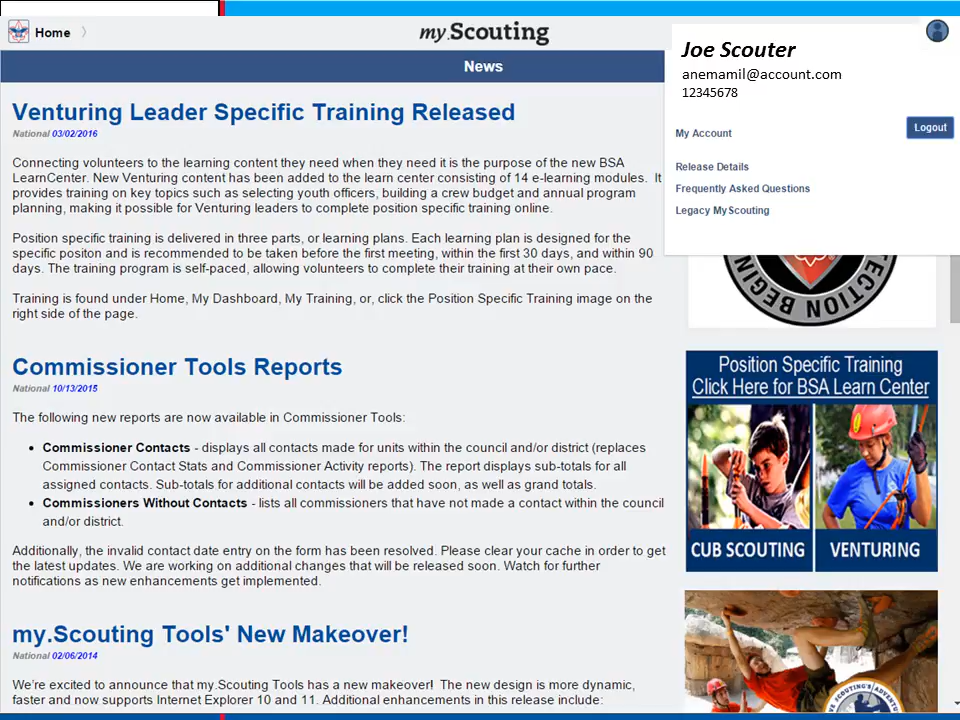 Home
my.Scouting
Joe Scouter
anemamil@account.com
12345678
My Account
Logout
Release Details
Frequently Asked Questions
Legacy MyScouting
News
Venturing Leader Specific Training Released
National 03/02/2016
Connecting volunteers to the learning content they need when they need it is the purpose of the new BSA
LearnCenter. New Venturing content has been added to the learn center consisting of 14 e-learning modules. It
provides training on key topics such as selecting youth officers, building a crew budget and annual program
planning, making it possible for Venturing leaders to complete position specific training online.
Position specific training is delivered in three parts, or learning plans. Each learning plan is designed for the
specific positon and is recommended to be taken before the first meeting, within the first 30 days, and within 90
days. The training program is self-paced, allowing volunteers to complete their training at their own pace.
Training is found under Home, My Dashboard, My Training, or, click the Position Specific Training image on the
right side of the page.
Commissioner Tools Reports
National 10/13/2015
The following new reports are now available in Commissioner Tools:
• Commissioner Contacts - displays all contacts made for units within the council and/or district (replaces
Commissioner Contact Stats and Commissioner Activity reports). The report displays sub-totals for all
assigned contacts. Sub-totals for additional contacts will be added soon, as well as grand totals.
• Commissioners Without Contacts - lists all commissioners that have not made a contact within the council
and/or district.
Additionally, the invalid contact date entry on the form has been resolved. Please clear your cache in order to get
the latest updates. We are working on additional changes that will be released soon. Watch for further
notifications as new enhancements get implemented.
my.Scouting Tools' New Makeover!
National 02/06/2014
We're excited to announce that my.Scouting Tools has a new makeover! The new design is more dynamic,
faster and now supports Internet Explorer 10 and 11. Additional enhancements in this release include:
ECTION BEGIN
Position Specific Training
Click Here for BSA Learn Center
CUB SCOUTING
VENTURING
SCOUTING'S ADVENTU